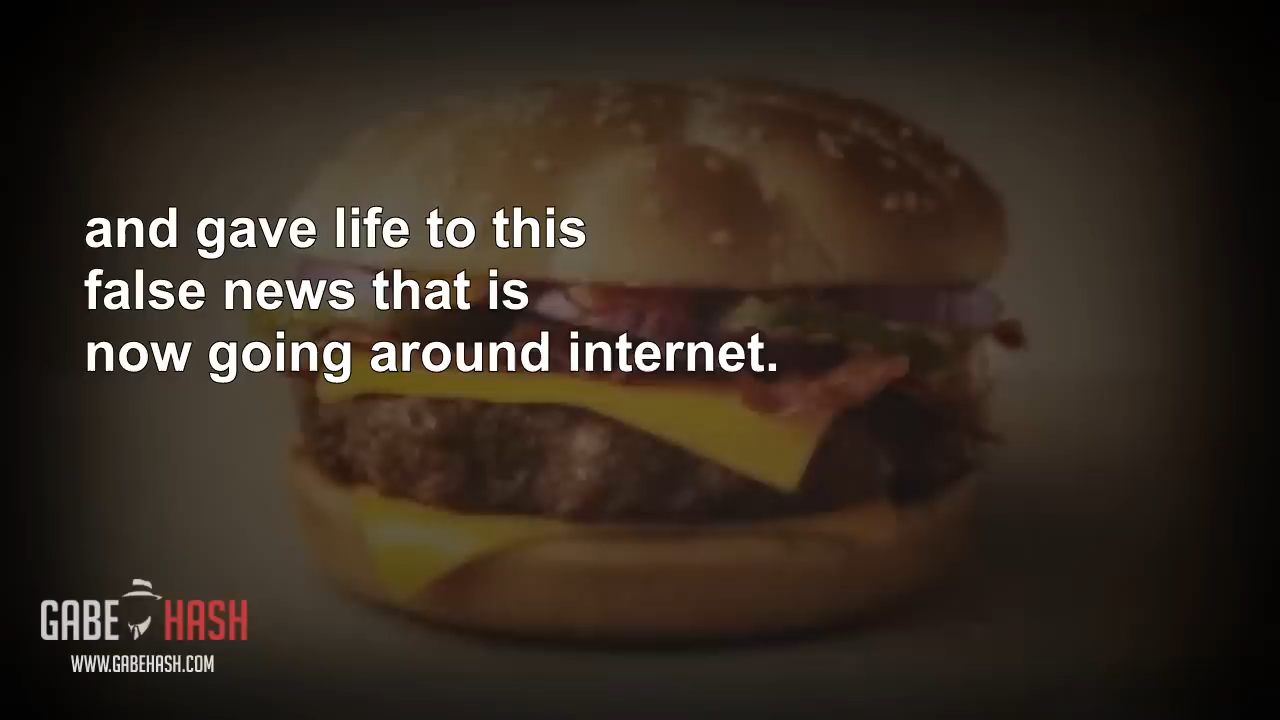 and gave life to this
false news that is
now going around internet.
GABE HASH
WWW.GABEHASH.COM